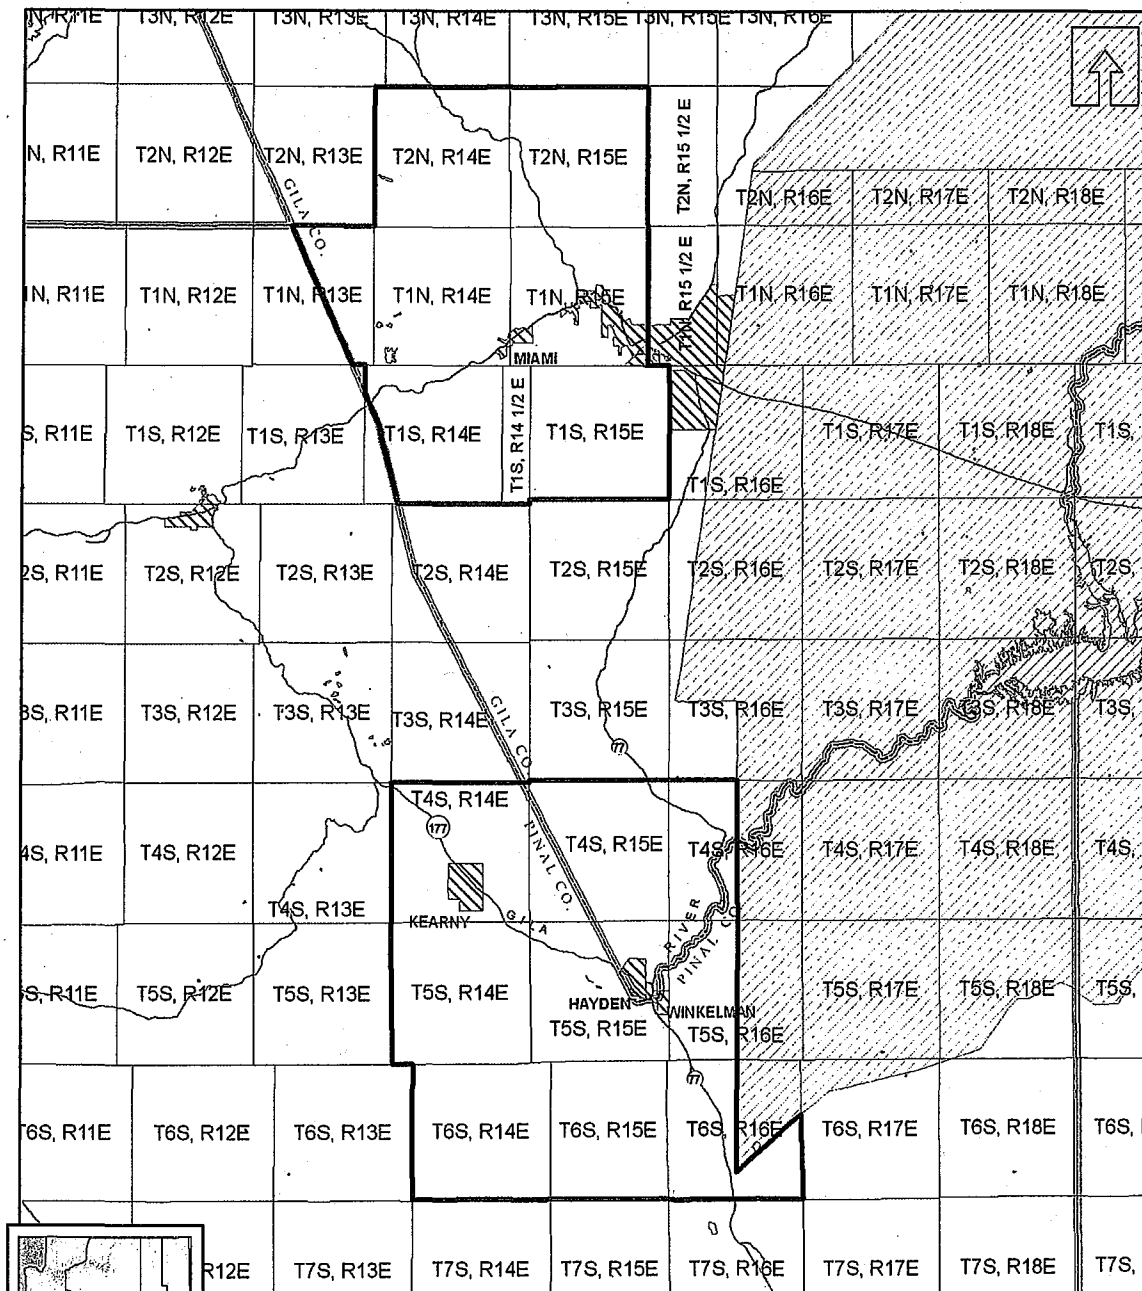 T3N, R12E T3N, R13E T3N, R14E T3N, R15E T3N, R15 1/2 E T3N, R16E
N, R11E T2N, R12E T2N, R13E T2N, R14E T2N, R15E T2N, R15 1/2 E
T2N, R16E T2N, R17E T2N, R18E
GILA CO.
1N, R11E T1N, R12E T1N, R13E T1N, R14E T1N, R15E T1N, R15 1/2 E T1N, R16E T1N, R17E T1N, R18E
MIAMI
S, R11E T1S, R12E T1S, R13E T1S, R14E T1S, R14 1/2 E T1S, R15E T1S, R17E T1S, R18E T1S,
T1S, R16E
2S, R11E T2S, R12E T2S, R13E T2S, R14E T2S, R15E T2S, R16E T2S, R17E T2S, R18E T2S,
3S, R11E T3S, R12E T3S, R13E T3S, R14E T3S, R15E T3S, R16E T3S, R17E T3S, R18E T3S,
GILA CO
77
T4S, R14E
177
PINAL CO.
4S, R11E T4S, R12E T4S, R15E T4S, R16E T4S, R17E T4S, R18E T4S,
T4S, R13E
KEARNY
GILA
RIVER
PINAL CO
S, R11E T5S, R12E T5S, R13E T5S, R14E T5S, R17E T5S, R18E T5S,
HAYDEN
WINKELMAN
T5S, R15E T5S, R16E
77
T6S, R11E T6S, R12E T6S, R13E T6S, R14E T6S, R15E T6S, R16E T6S, R17E T6S, R18E T6S,
R12E T7S, R13E T7S, R14E T7S, R15E T7S, R16E T7S, R17E T7S, R18E T7S,